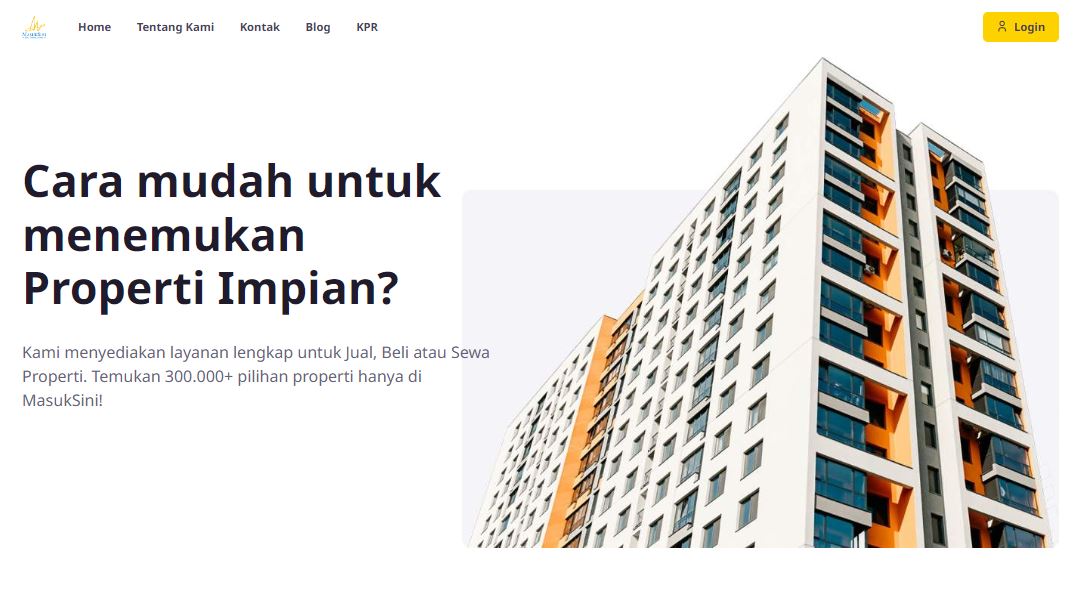 Home
Tentang Kami
Kontak
Blog
KPR
Login
Cara mudah untuk
menemukan
Properti Impian?
Kami menyediakan layanan lengkap untuk Jual, Beli atau Sewa
Properti. Temukan 300.000+ pilihan properti hanya di
MasukSini!